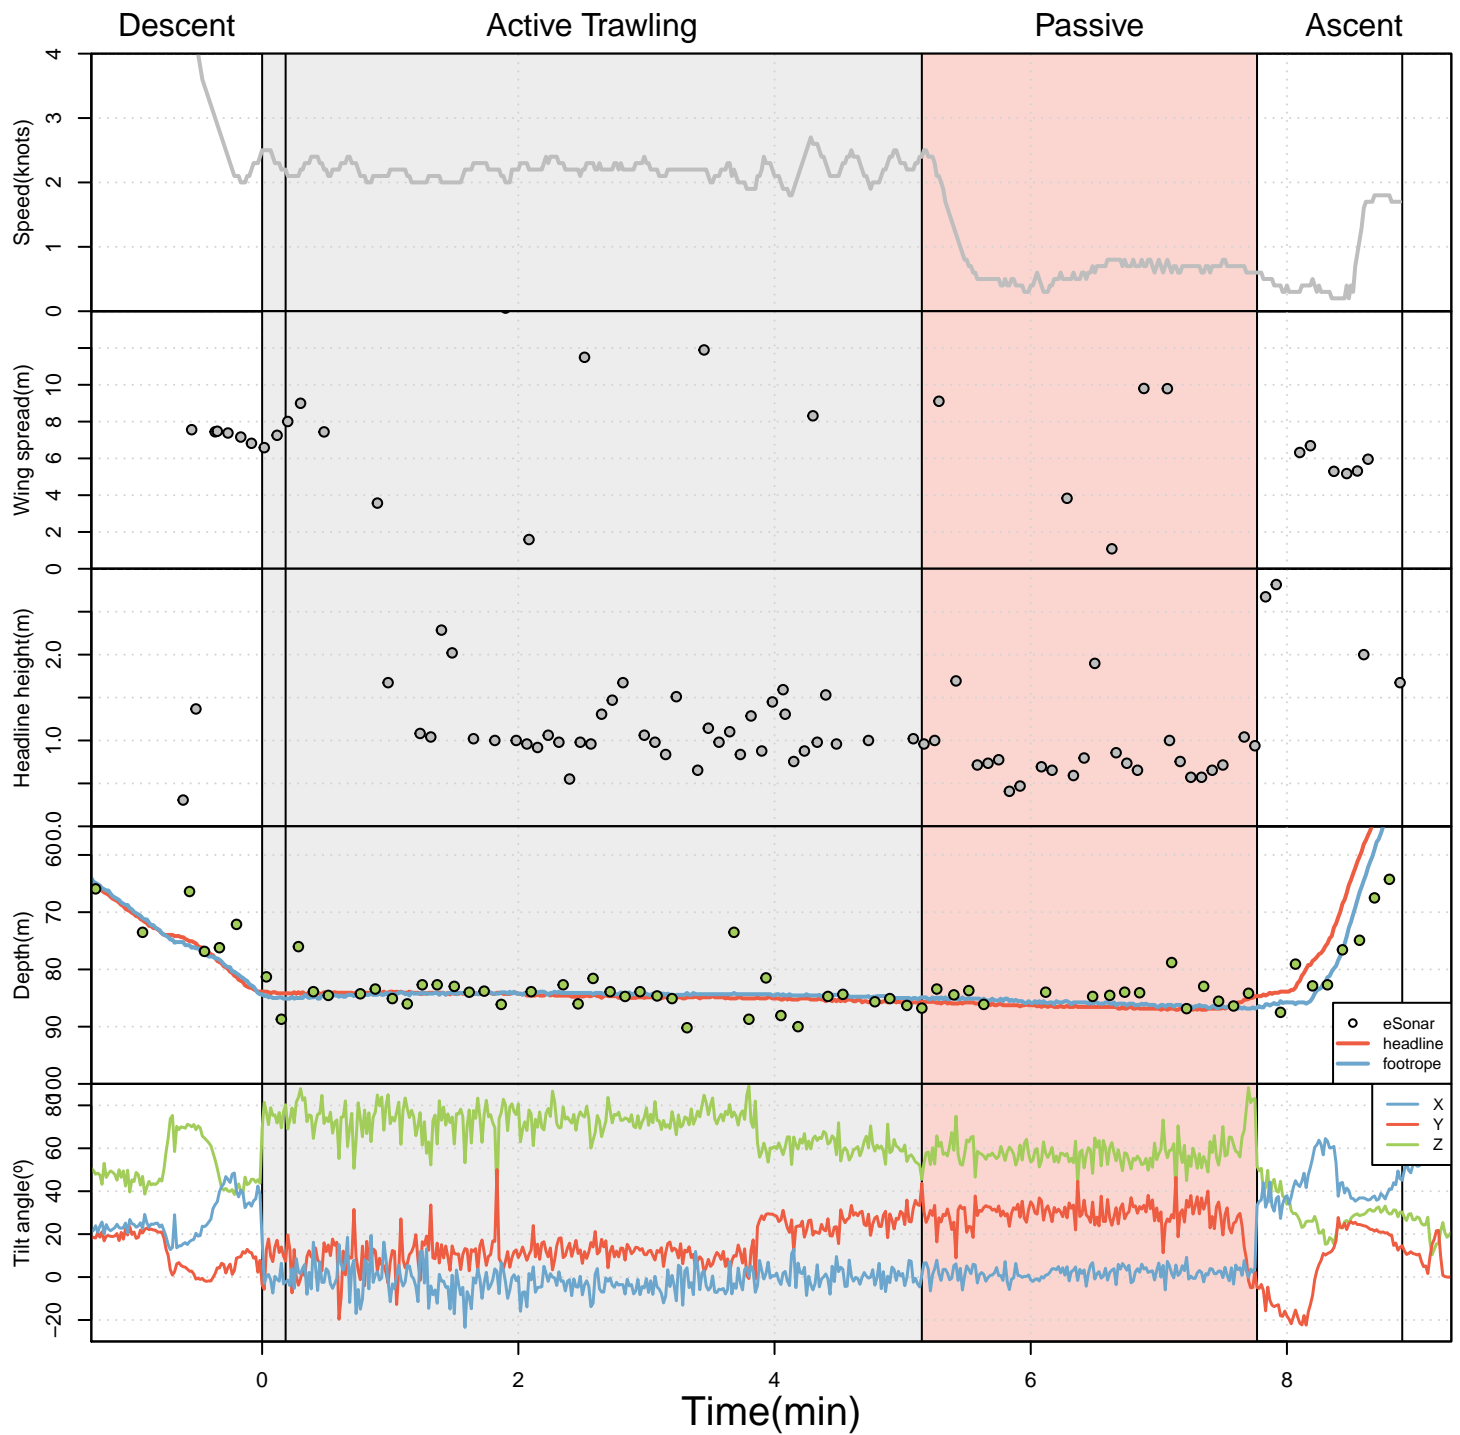 Descent Active Trawling Passive Ascent
Speed(knots)
4
3
2
1
0
Wing spread(m)
10
8
6
4
2
0
Headline height(m)
2.0
1.0
0.0
Depth(m)
60
70
80
90
100
eSonar
headline
footrope
Tilt angle(º)
80
60
40
20
0
−20
X
Y
Z
0 2 4 6 8
Time(min)